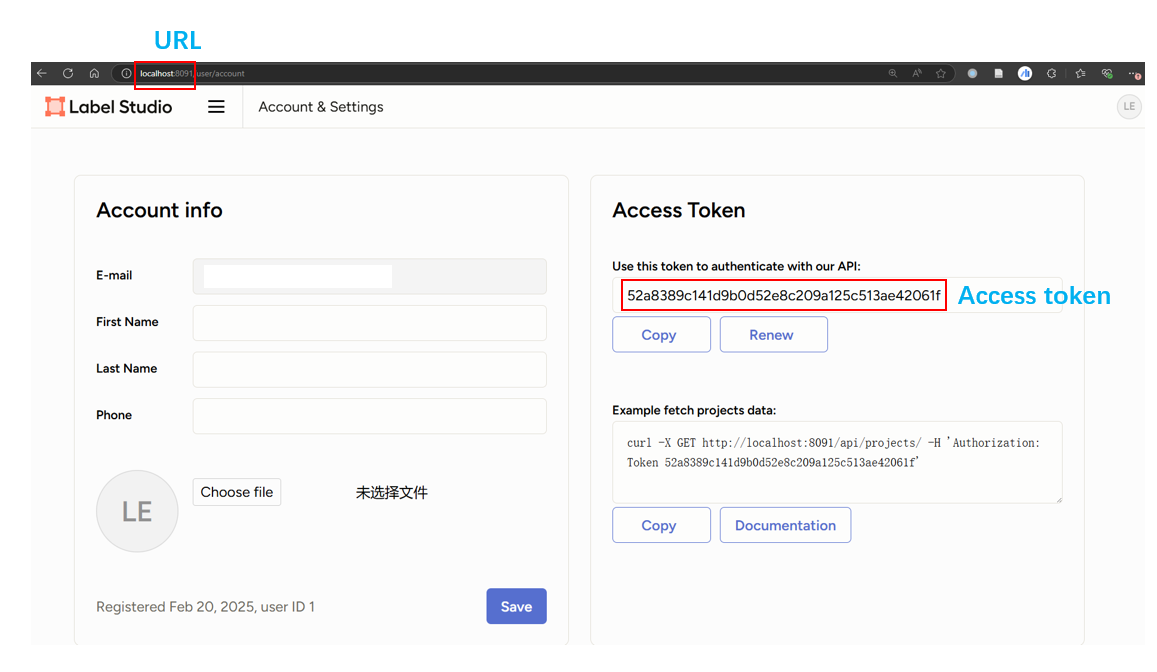 URL
localhost:8091/user/account
Label Studio
Account & Settings
LE
Account info
E-mail
First Name
Last Name
Phone
LE
Choose file
未选择文件
Registered Feb 20, 2025, user ID 1
Save
Access Token
Use this token to authenticate with our API:
52a8389c141d9b0d52e8c209a125c513ae42061f
Access token
Copy
Renew
Example fetch projects data:
curl -X GET http://localhost:8091/api/projects/ -H 'Authorization:
Token 52a8389c141d9b0d52e8c209a125c513ae42061f'
Copy
Documentation